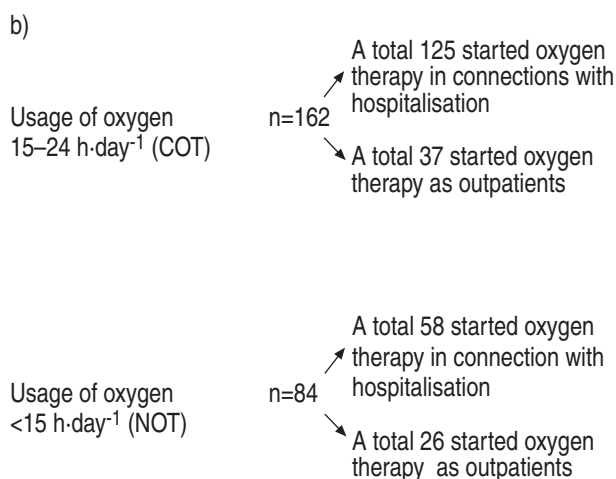 b)
A total 125 started oxygen
therapy in connections with
hospitalisation
Usage of oxygen n=162
15–24 h·day-1 (COT)
A total 37 started oxygen
therapy as outpatients
A total 58 started oxygen
therapy in connection with
hospitalisation
Usage of oxygen n=84
<15 h·day-1 (NOT)
A total 26 started oxygen
therapy as outpatients